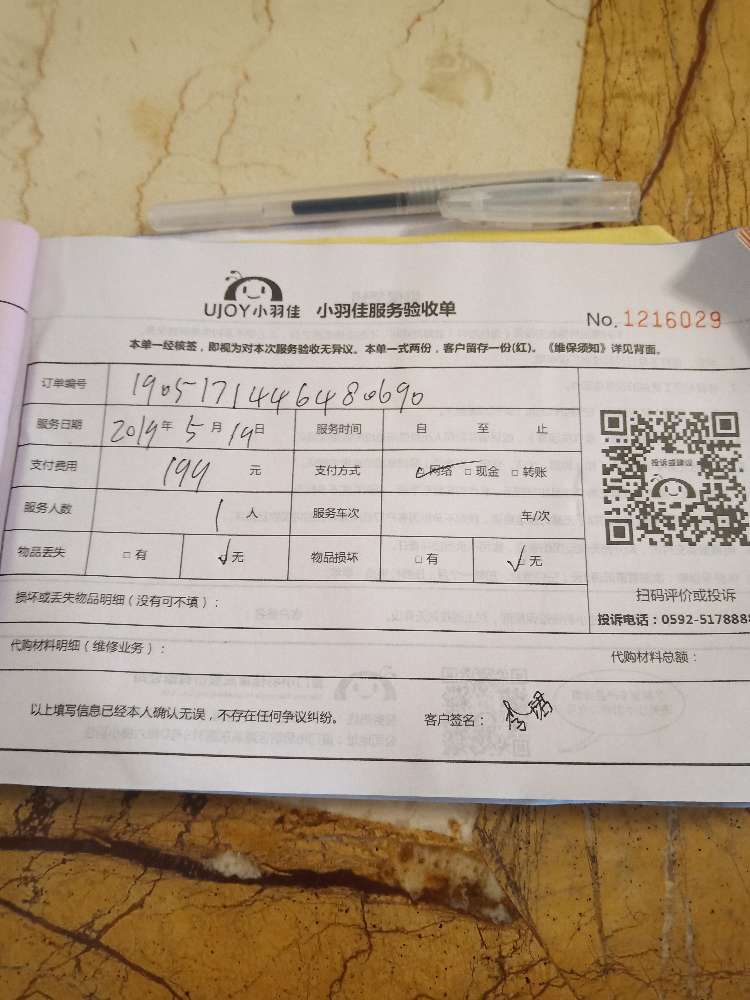 UJOY小羽佳 小羽佳服务验收单
No. 1216029
本单一经核签，即视为对本次服务验收无异议。本单一式两份，客户留存一份(红)。《维保须知》详见背面。
订单编号 190517144648 0690
服务日期 2019年 5 月 19日 服务时间 自 至 止
支付费用 199 元 支付方式 □网络 □现金 □转账
服务人数 1 人 服务车次 车/次
物品丢失 □有 □无 物品损坏 □有 □无
投诉或建议
扫码评价或投诉
投诉电话：0592-5178888
损坏或丢失物品明细（没有可不填）：
代购材料明细（维修业务）： 代购材料总额：
以上填写信息已经本人确认无误，不存在任何争议纠纷。 客户签名：